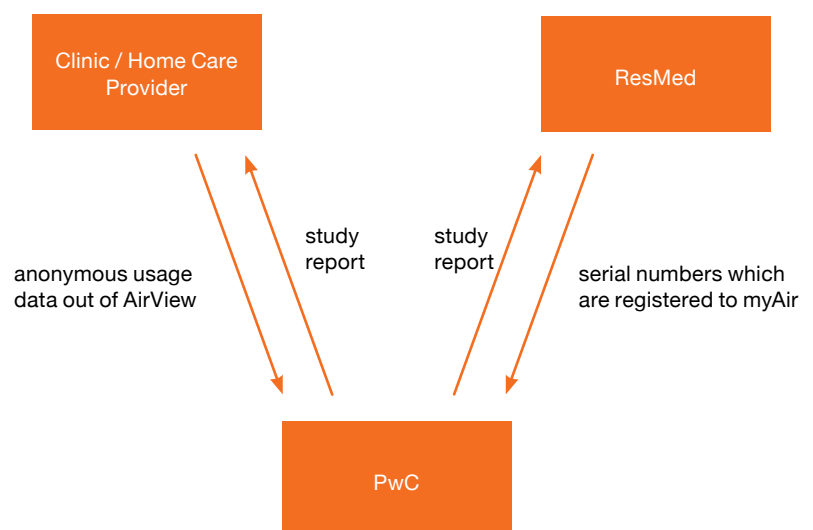 Clinic / Home Care
Provider
ResMed
study
report
study
report
anonymous usage
data out of AirView
serial numbers which
are registered to myAir
PwC